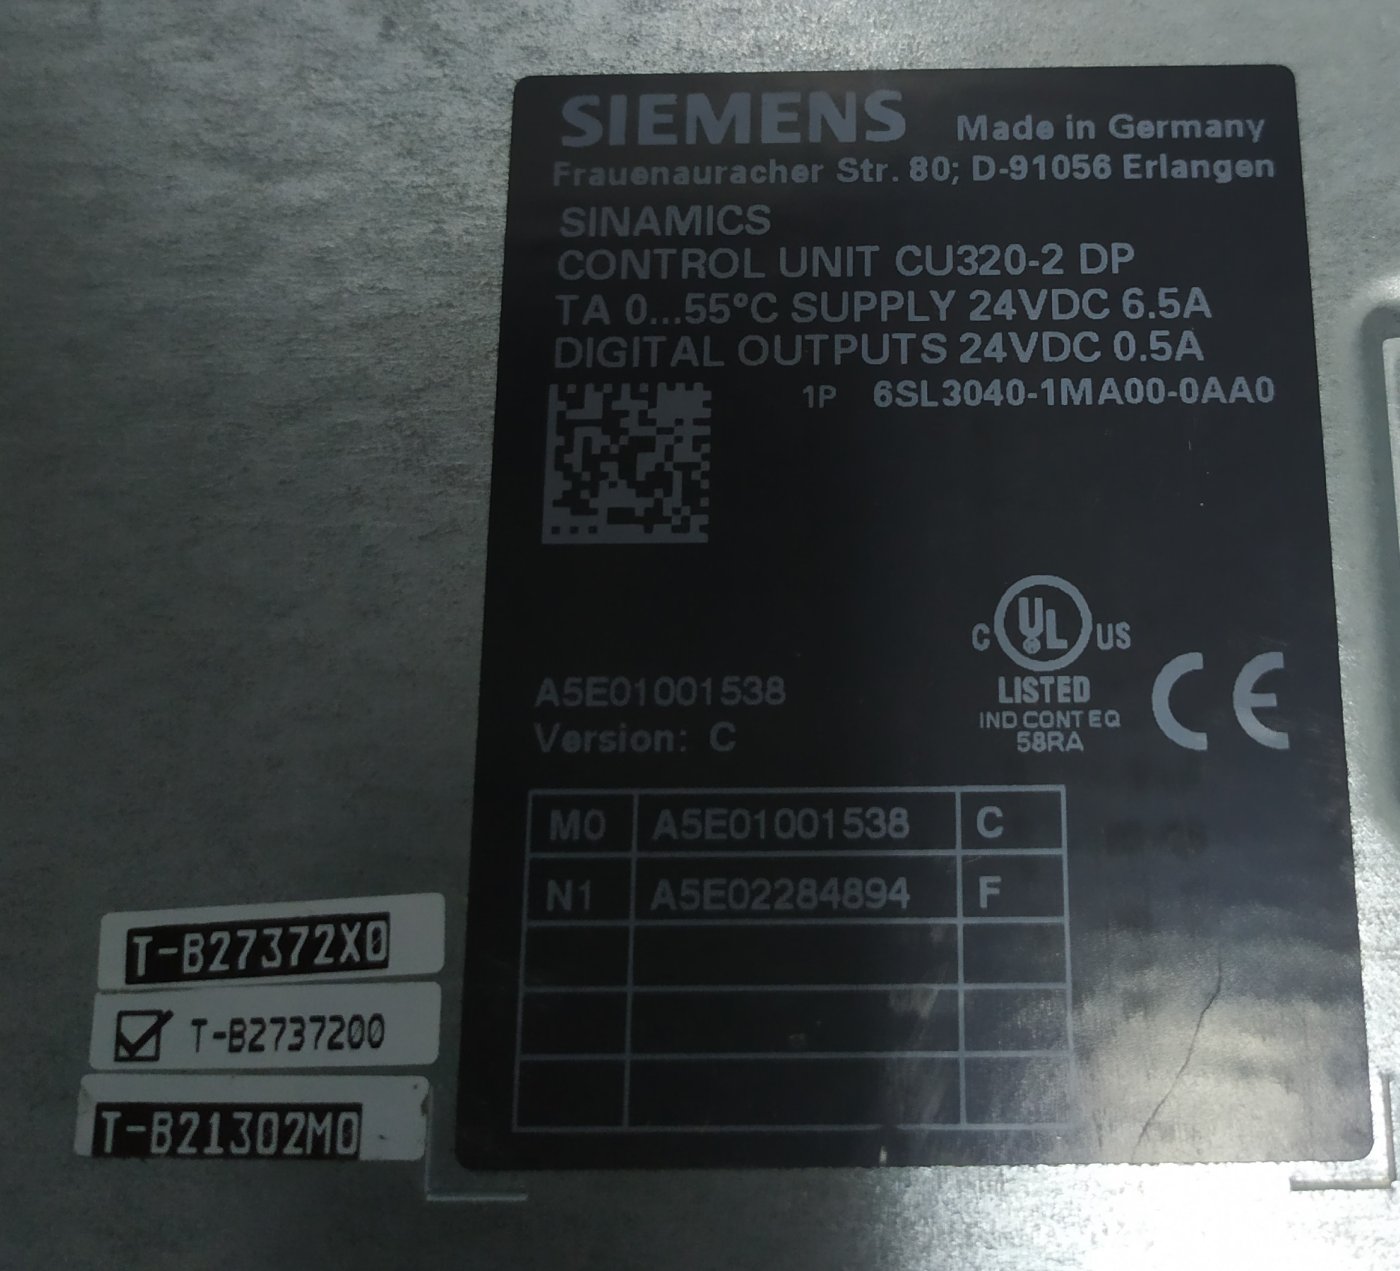 SIEMENS Made in Germany
Frauenauracher Str. 80; D-91056 Erlangen
SINAMICS
CONTROL UNIT CU320-2 DP
TA 0...55°C SUPPLY 24VDC 6.5A
DIGITAL OUTPUTS 24VDC 0.5A
1P 6SL3040-1MA00-0AA0
C UL US
LISTED
IND CONT EQ
58RA
CE
A5E01001538
Version: C
M0 A5E01001538 C
N1 A5E02284894 F
T-B27372X0
T-B2737200
T-B21302M0